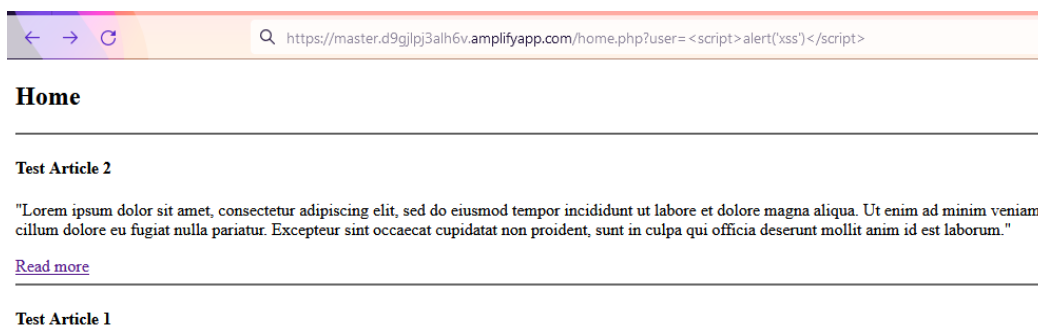 https://master.d9gjlpj3alh6v.amplifyapp.com/home.php?user=<script>alert('xss')</script>
Home
Test Article 2
"Lorem ipsum dolor sit amet, consectetur adipiscing elit, sed do eiusmod tempor incididunt ut labore et dolore magna aliqua. Ut enim ad minim veniam
cillum dolore eu fugiat nulla pariatur. Excepteur sint occaecat cupidatat non proident, sunt in culpa qui officia deserunt mollit anim id est laborum."
Read more
Test Article 1